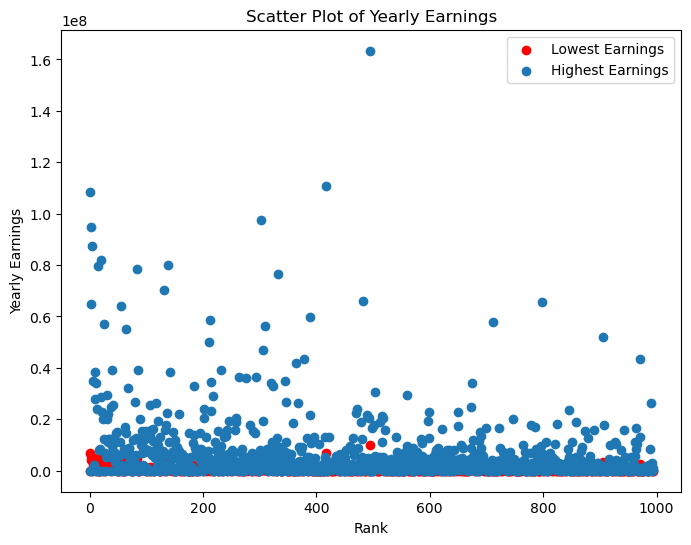 Scatter Plot of Yearly Earnings
1e8
Lowest Earnings
Highest Earnings
1.6
1.4
1.2
1.0
0.8
0.6
0.4
0.2
0.0
Yearly Earnings
0 200 400 600 800 1000
Rank